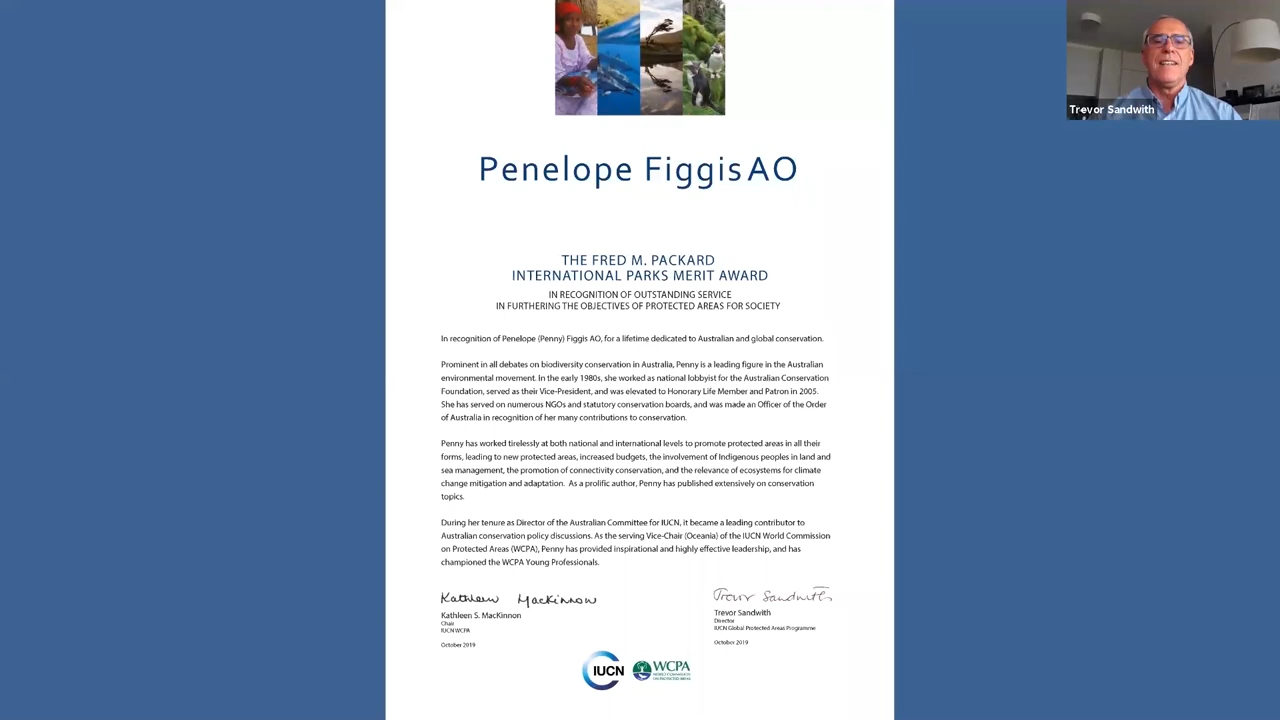 Trevor Sandwith
Penelope Figgis AO
THE FRED M. PACKARD
INTERNATIONAL PARKS MERIT AWARD
IN RECOGNITION OF OUTSTANDING SERVICE
IN FURTHERING THE OBJECTIVES OF PROTECTED AREAS FOR SOCIETY
In recognition of Penelope (Penny) Figgis AO, for a lifetime dedicated to Australian and global conservation.
Prominent in all debates on biodiversity conservation in Australia, Penny is a leading figure in the Australian
environmental movement. In the early 1980s, she worked as national lobbyist for the Australian Conservation
Foundation, served as their Vice-President, and was elevated to Honorary Life Member and Patron in 2005.
She has served on numerous NGOs and statutory conservation boards, and was made an Officer of the Order
of Australia in recognition of her many contributions to conservation.
Penny has worked tirelessly at both national and international levels to promote protected areas in all their
forms, leading to new protected areas, increased budgets, the involvement of Indigenous peoples in land and
sea management, the promotion of connectivity conservation, and the relevance of ecosystems for climate
change mitigation and adaptation. As a prolific author, Penny has published extensively on conservation
topics.
During her tenure as Director of the Australian Committee for IUCN, it became a leading contributor to
Australian conservation policy discussions. As the serving Vice-Chair (Oceania) of the IUCN World Commission
on Protected Areas (WCPA), Penny has provided inspirational and highly effective leadership, and has
championed the WCPA Young Professionals.
Kathleen Mackinnon
Kathleen S. MacKinnon
Chair
IUCN WCPA
October 2019
Trevor Sandwith
Trevor Sandwith
Director
IUCN Global Protected Areas Programme
October 2019
IUCN
WCPA
WORLD COMMISSION
ON PROTECTED AREAS